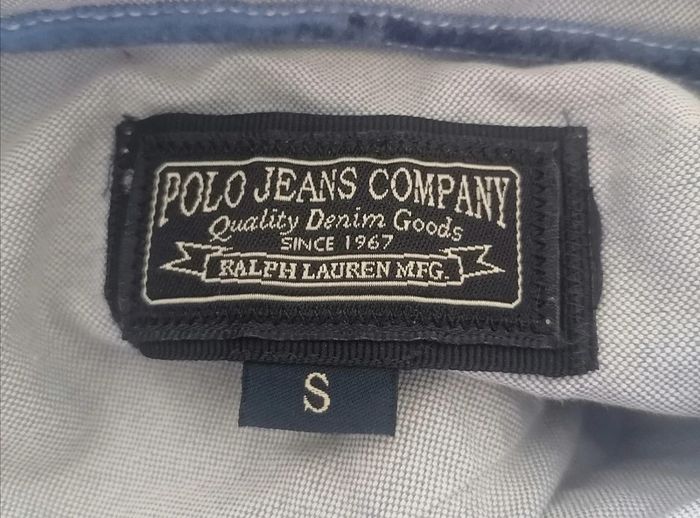 POLO JEANS COMPANY
Quality Denim Goods
SINCE 1967
RALPH LAUREN MFG.
S